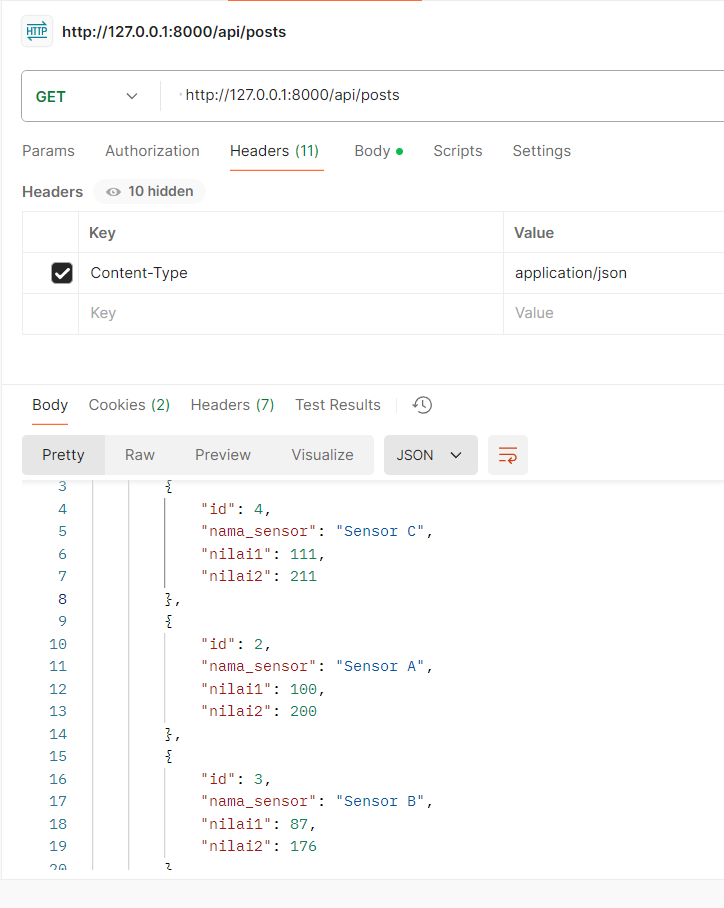 HTTP http://127.0.0.1:8000/api/posts
GET http://127.0.0.1:8000/api/posts
Params Authorization Headers (11) Body Scripts Settings
Headers 10 hidden
Key Value
Content-Type application/json
Key Value
Body Cookies (2) Headers (7) Test Results
Pretty Raw Preview Visualize JSON
3 {
4 "id": 4,
5 "nama_sensor": "Sensor C",
6 "nilai1": 111,
7 "nilai2": 211
8 },
9 {
10 "id": 2,
11 "nama_sensor": "Sensor A",
12 "nilai1": 100,
13 "nilai2": 200
14 },
15 {
16 "id": 3,
17 "nama_sensor": "Sensor B",
18 "nilai1": 87,
19 "nilai2": 176
20 }